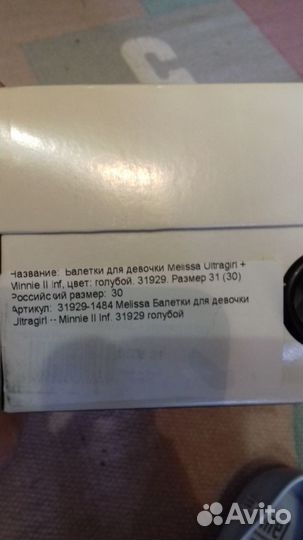 Название: Балетки для девочки Melissa Ultragirl +
Minnie II Inf, цвет: голубой. 31929. Размер 31 (30)
Российский размер: 30
Артикул: 31929-1484 Melissa Балетки для девочки
Ultragirl + Minnie II Inf. 31929 голубой
Avito